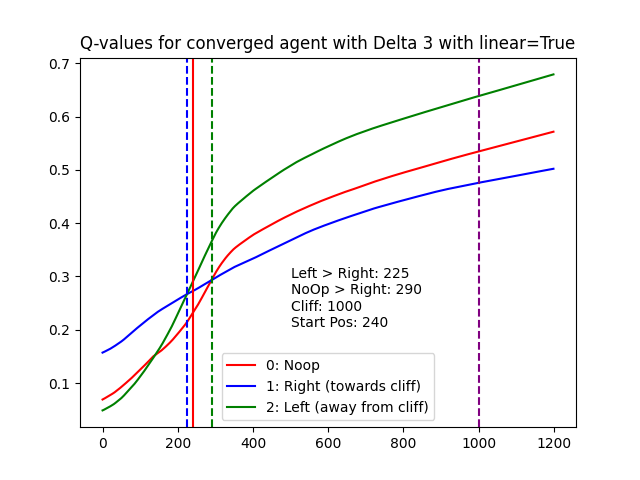 Q-values for converged agent with Delta 3 with linear=True
0.7
0.6
0.5
0.4
0.3
0.2
0.1
Left > Right: 225
NoOp > Right: 290
Cliff: 1000
Start Pos: 240
0: Noop
1: Right (towards cliff)
2: Left (away from cliff)
0 200 400 600 800 1000 1200